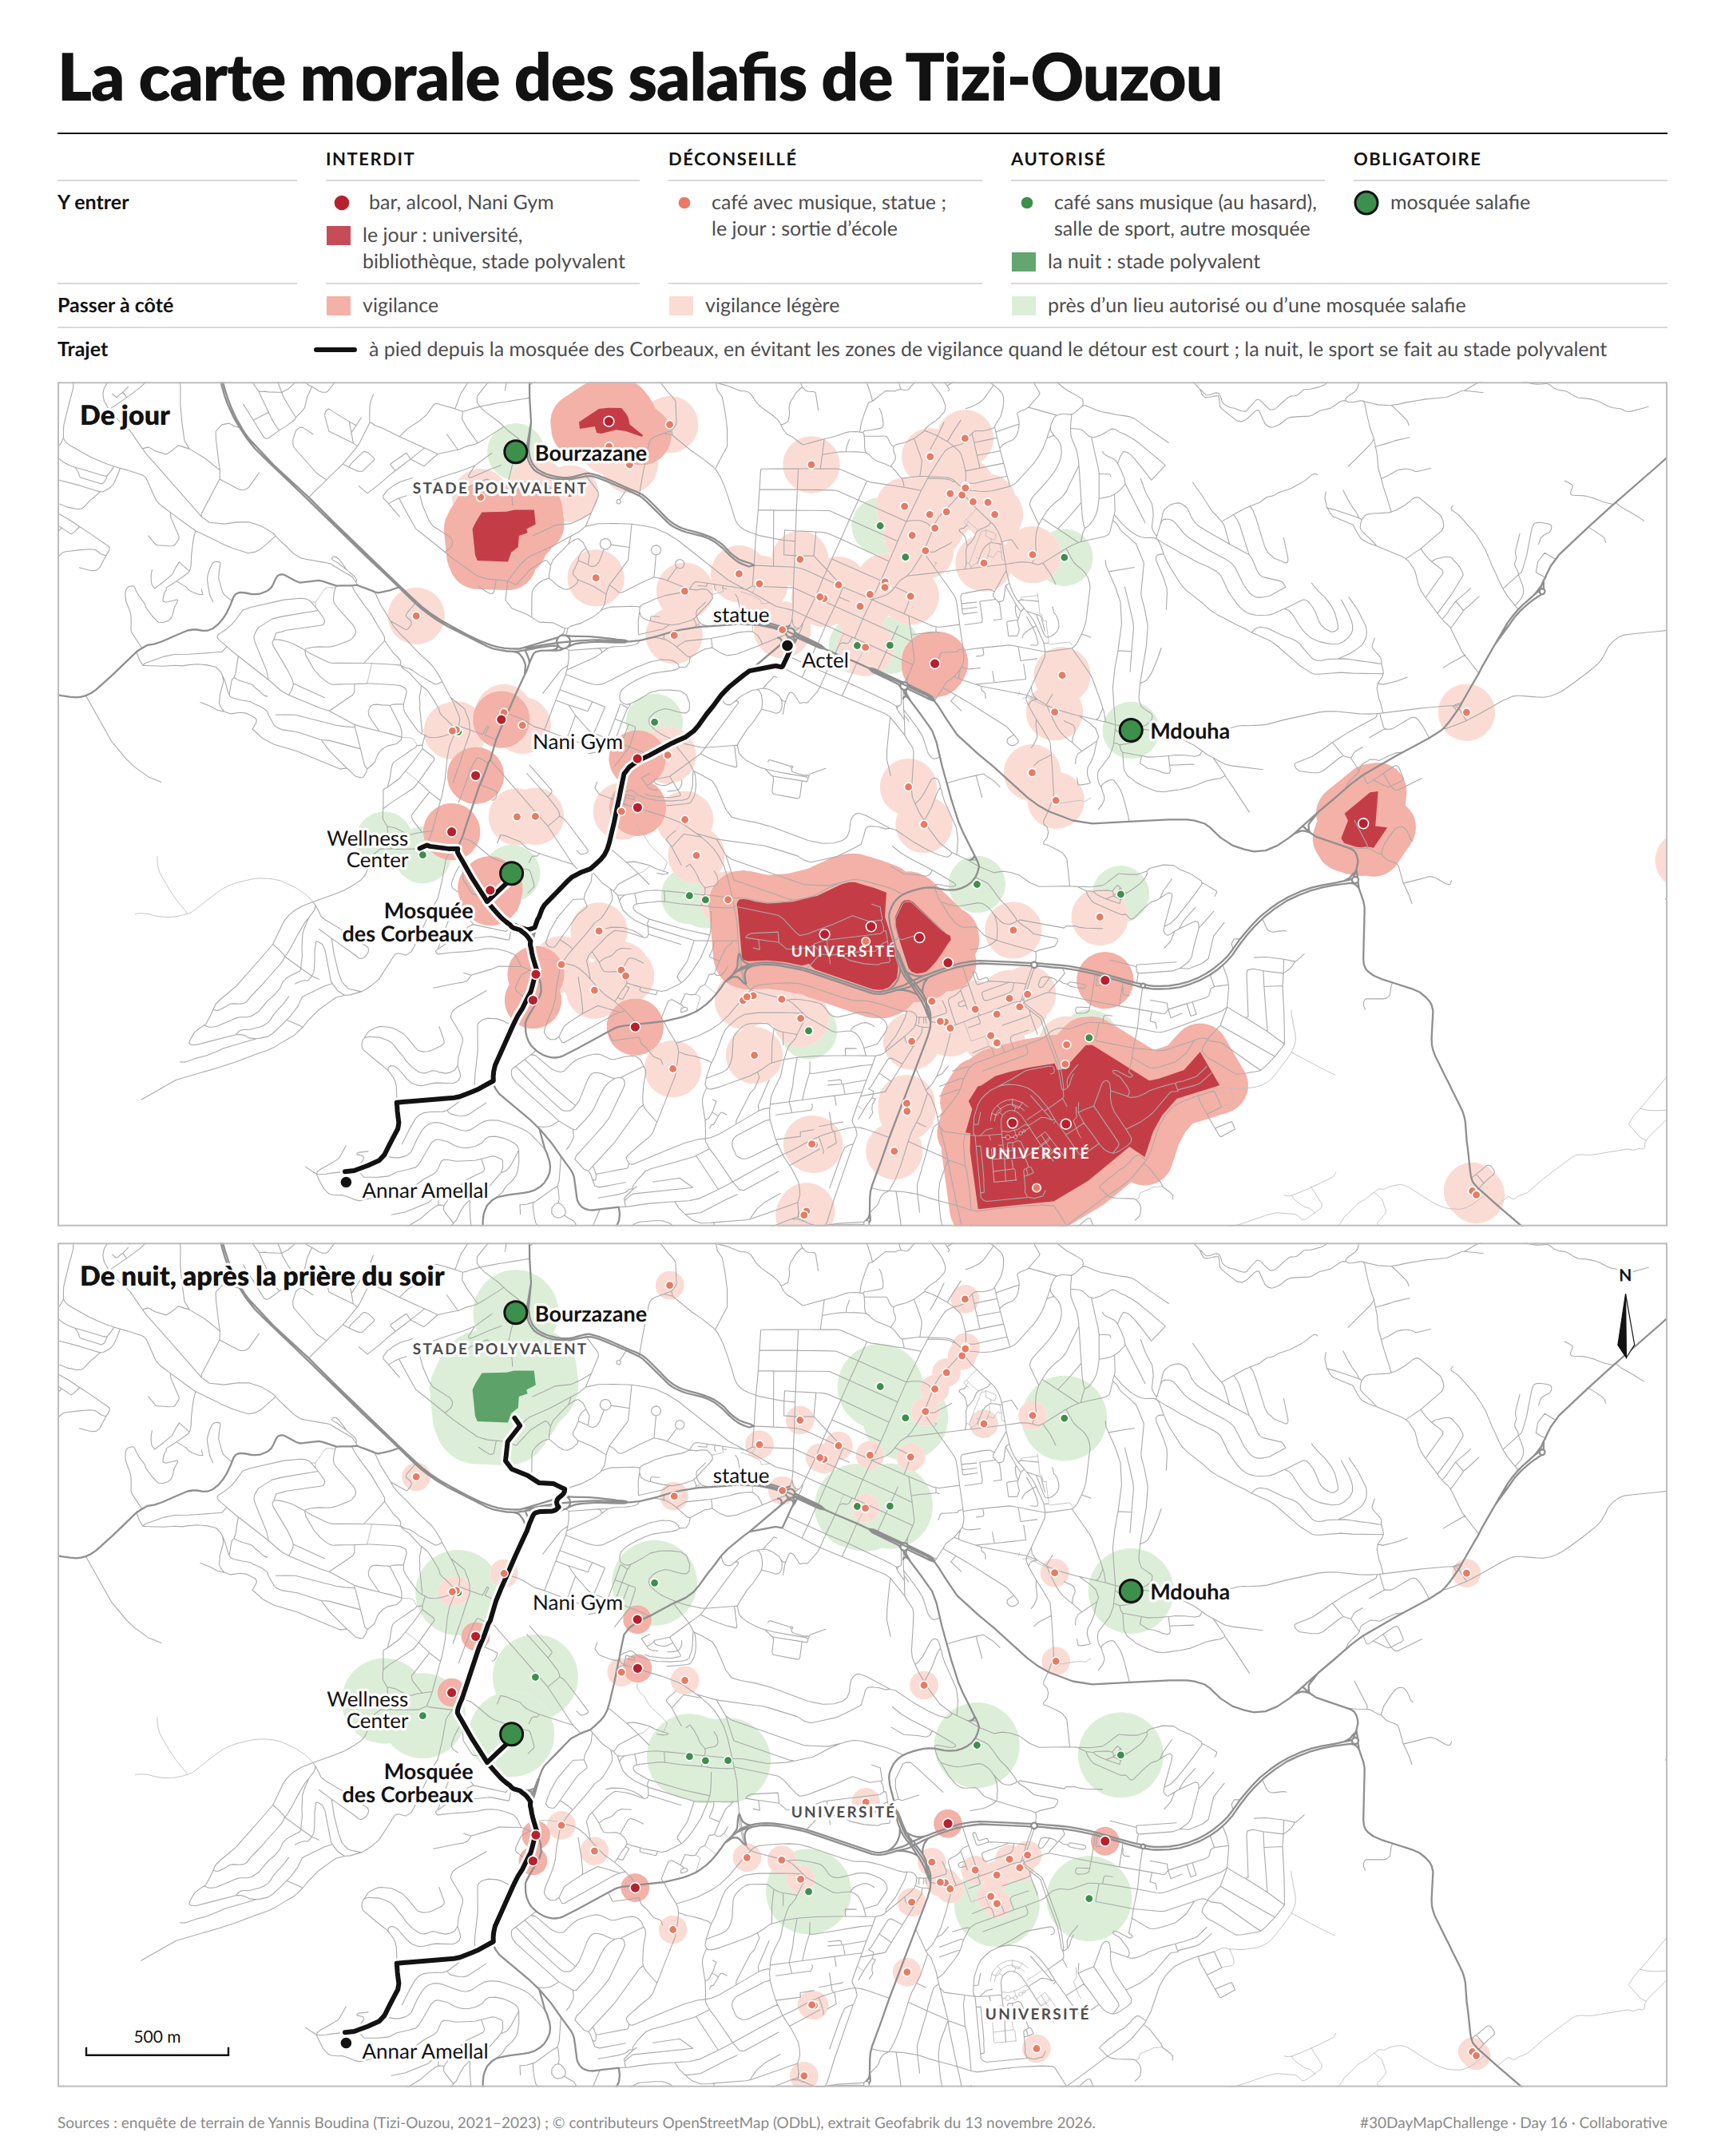 La carte morale des salafis de Tizi-Ouzou
INTERDIT
DÉCONSEILLÉ
AUTORISÉ
OBLIGATOIRE
Y entrer
bar, alcool, Nani Gym
le jour : université,
bibliothèque, stade polyvalent
café avec musique, statue ;
le jour : sortie d’école
café sans musique (au hasard),
salle de sport, autre mosquée
la nuit : stade polyvalent
mosquée salafie
Passer à côté
vigilance
vigilance légère
près d’un lieu autorisé ou d’une mosquée salafie
Trajet
à pied depuis la mosquée des Corbeaux, en évitant les zones de vigilance quand le détour est court ; la nuit, le sport se fait au stade polyvalent
De jour
Bourzazane
STADE POLYVALENT
statue
Actel
Mdouha
Nani Gym
Wellness
Center
Mosquée
des Corbeaux
UNIVERSITÉ
UNIVERSITÉ
Annar Amellal
De nuit, après la prière du soir
N
Bourzazane
STADE POLYVALENT
statue
Mdouha
Nani Gym
Wellness
Center
Mosquée
des Corbeaux
UNIVERSITÉ
UNIVERSITÉ
500 m
Annar Amellal
Sources : enquête de terrain de Yannis Boudina (Tizi-Ouzou, 2021–2023) ; © contributeurs OpenStreetMap (ODbL), extrait Geofabrik du 13 novembre 2026.
#30DayMapChallenge · Day 16 · Collaborative